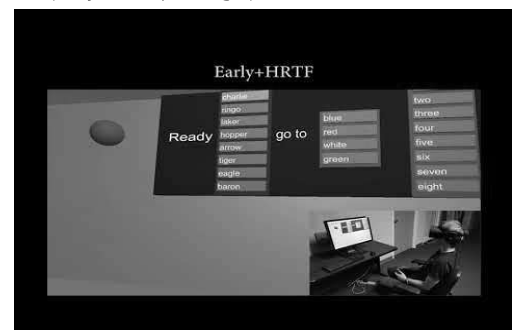 Early+HRTF
Ready
charlie
ringo
laker
hopper
arrow
tiger
eagle
baron
go to
blue
red
white
green
two
three
four
five
six
seven
eight